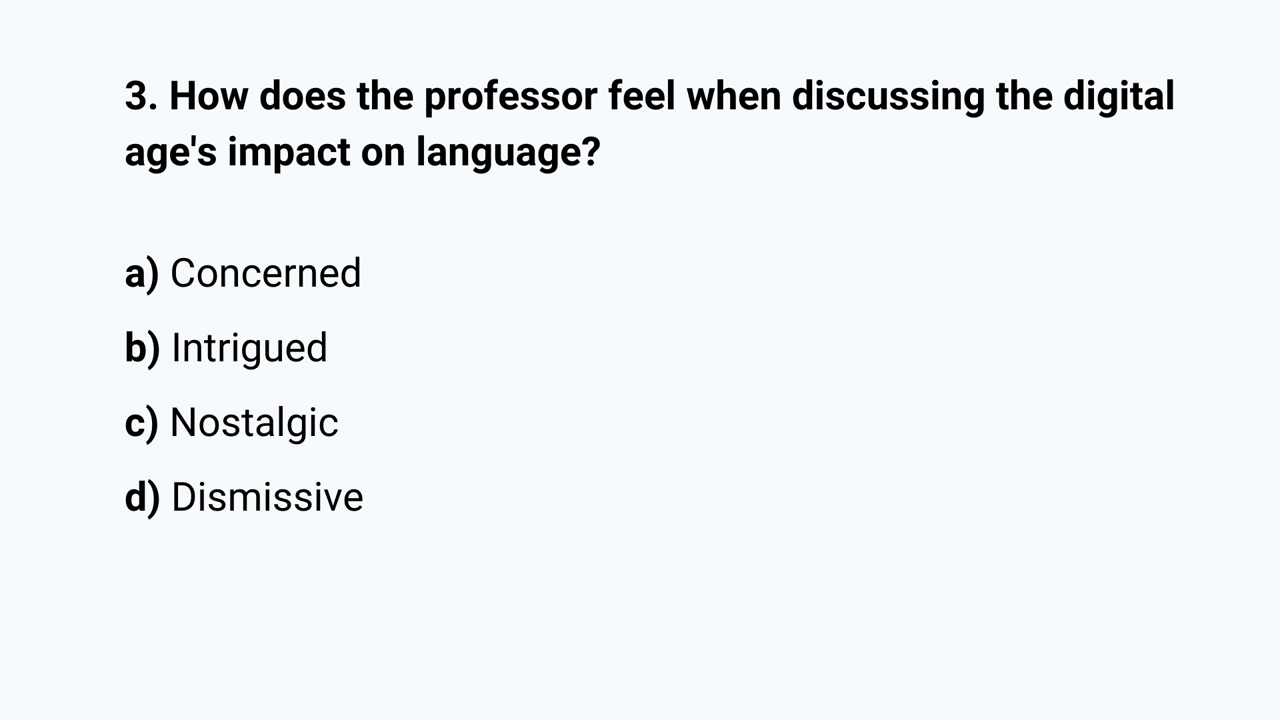 3. How does the professor feel when discussing the digital
age's impact on language?
a) Concerned
b) Intrigued
c) Nostalgic
d) Dismissive